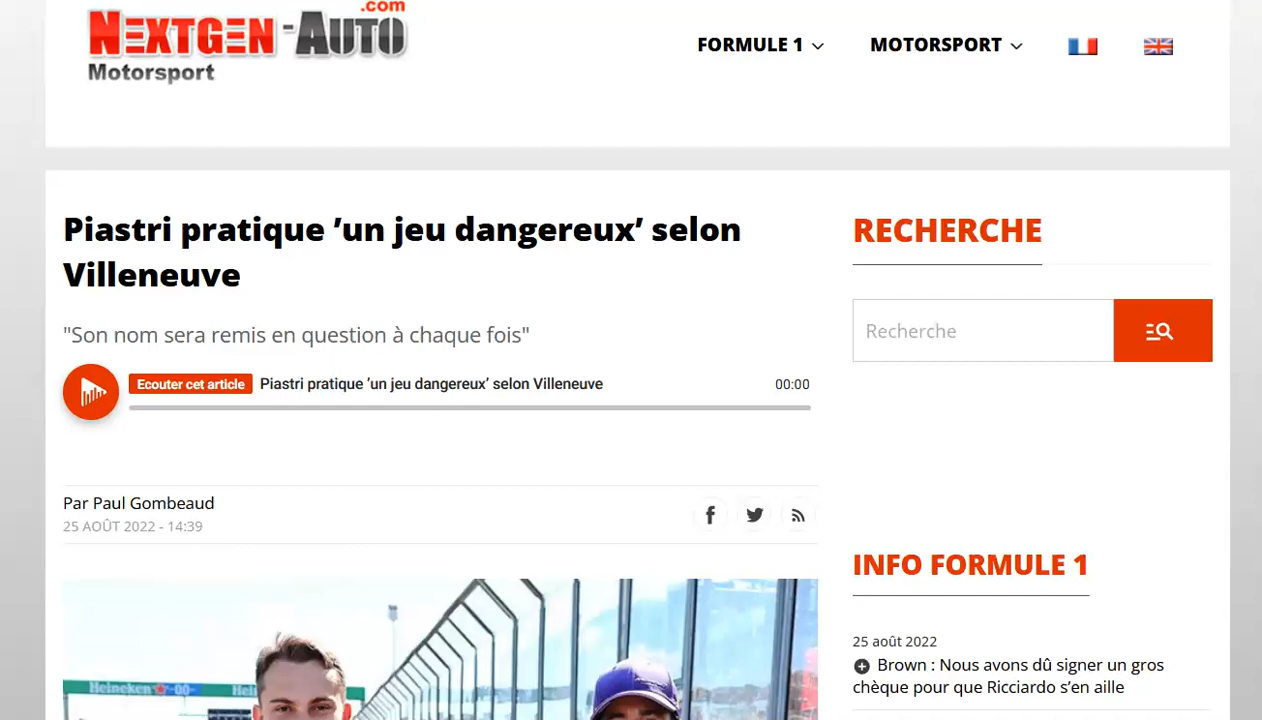 .com
NEXTGEN-AUTO
Motorsport
FORMULE 1
MOTORSPORT
Piastri pratique ’un jeu dangereux’ selon
Villeneuve
"Son nom sera remis en question à chaque fois"
Ecouter cet article Piastri pratique ’un jeu dangereux’ selon Villeneuve 00:00
Par Paul Gombeaud
25 AOÛT 2022 - 14:39
Heineken
RECHERCHE
Recherche
INFO FORMULE 1
25 août 2022
Brown : Nous avons dû signer un gros
chèque pour que Ricciardo s’en aille